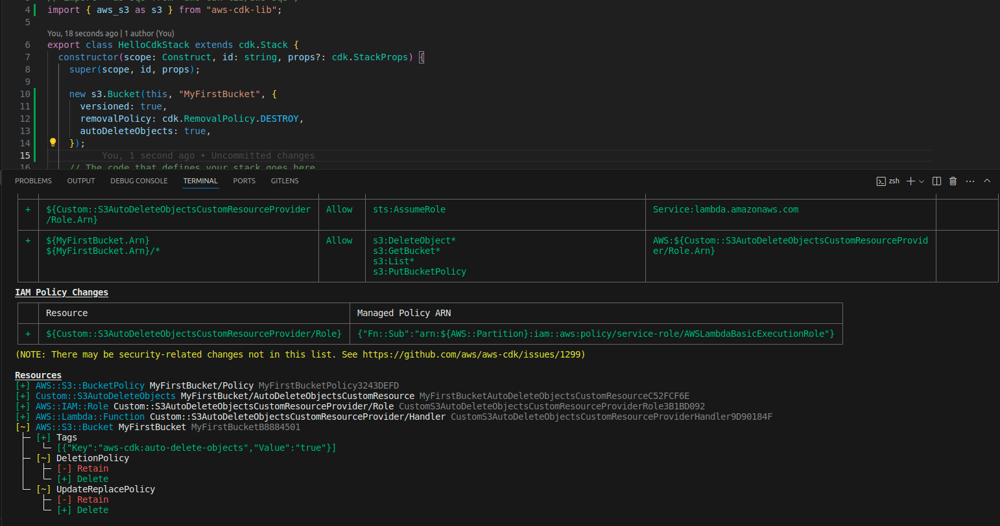 4 import { aws_s3 as s3 } from "aws-cdk-lib";
5
You, 18 seconds ago | 1 author (You)
6 export class HelloCdkStack extends cdk.Stack {
7 constructor(scope: Construct, id: string, props?: cdk.StackProps) {
8 super(scope, id, props);
9
10 new s3.Bucket(this, "MyFirstBucket", {
11 versioned: true,
12 removalPolicy: cdk.RemovalPolicy.DESTROY,
13 autoDeleteObjects: true,
14 });
15 You, 1 second ago • Uncommitted changes
16 // The code that defines your stack goes here
PROBLEMS OUTPUT DEBUG CONSOLE TERMINAL PORTS GITLENS zsh
+ ${Custom::S3AutoDeleteObjectsCustomResourceProvider Allow sts:AssumeRole Service:lambda.amazonaws.com
/Role.Arn}
+ ${MyFirstBucket.Arn} Allow s3:DeleteObject* AWS:${Custom::S3AutoDeleteObjectsCustomResourceProvid
${MyFirstBucket.Arn}/* s3:GetBucket* er/Role.Arn}
s3:List*
s3:PutBucketPolicy
IAM Policy Changes
Resource Managed Policy ARN
+ ${Custom::S3AutoDeleteObjectsCustomResourceProvider/Role} {"Fn::Sub":"arn:${AWS::Partition}:iam::aws:policy/service-role/AWSLambdaBasicExecutionRole"}
(NOTE: There may be security-related changes not in this list. See https://github.com/aws/aws-cdk/issues/1299)
Resources
[+] AWS::S3::BucketPolicy MyFirstBucket/Policy MyFirstBucketPolicy3243DEFD
[+] Custom::S3AutoDeleteObjects MyFirstBucket/AutoDeleteObjectsCustomResource MyFirstBucketAutoDeleteObjectsCustomResourceC52FCF6E
[+] AWS::IAM::Role Custom::S3AutoDeleteObjectsCustomResourceProvider/Role CustomS3AutoDeleteObjectsCustomResourceProviderRole3B1BD092
[+] AWS::Lambda::Function Custom::S3AutoDeleteObjectsCustomResourceProvider/Handler CustomS3AutoDeleteObjectsCustomResourceProviderHandler9D90184F
[~] AWS::S3::Bucket MyFirstBucket MyFirstBucketB8884501
[+] Tags
[{"Key":"aws-cdk:auto-delete-objects","Value":"true"}]
[~] DeletionPolicy
[-] Retain
[+] Delete
[~] UpdateReplacePolicy
[-] Retain
[+] Delete